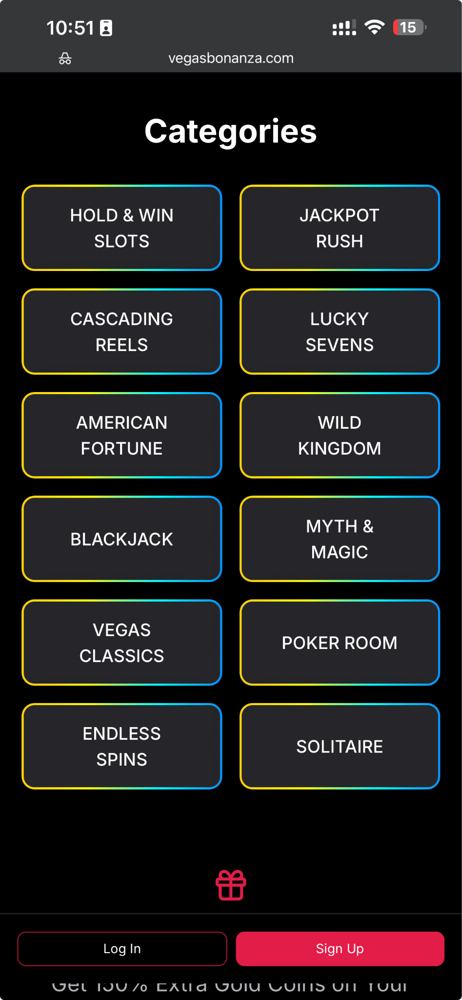 10:51
15
vegasbonanza.com
Categories
HOLD & WIN
SLOTS
JACKPOT
RUSH
CASCADING
REELS
LUCKY
SEVENS
AMERICAN
FORTUNE
WILD
KINGDOM
BLACKJACK
MYTH &
MAGIC
VEGAS
CLASSICS
POKER ROOM
ENDLESS
SPINS
SOLITAIRE
Log In
Sign Up
Get 150% Extra Gold Coins on Your